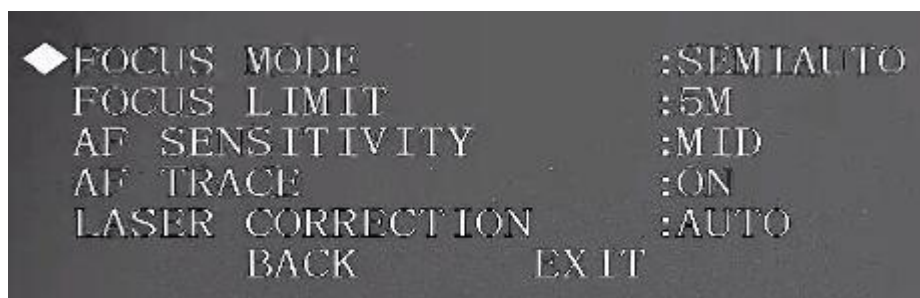 FOCUS MODE :SEMIAUTO
FOCUS LIMIT :5M
AF SENSITIVITY :MID
AF TRACE :ON
LASER CORRECTION :AUTO
BACK EXIT